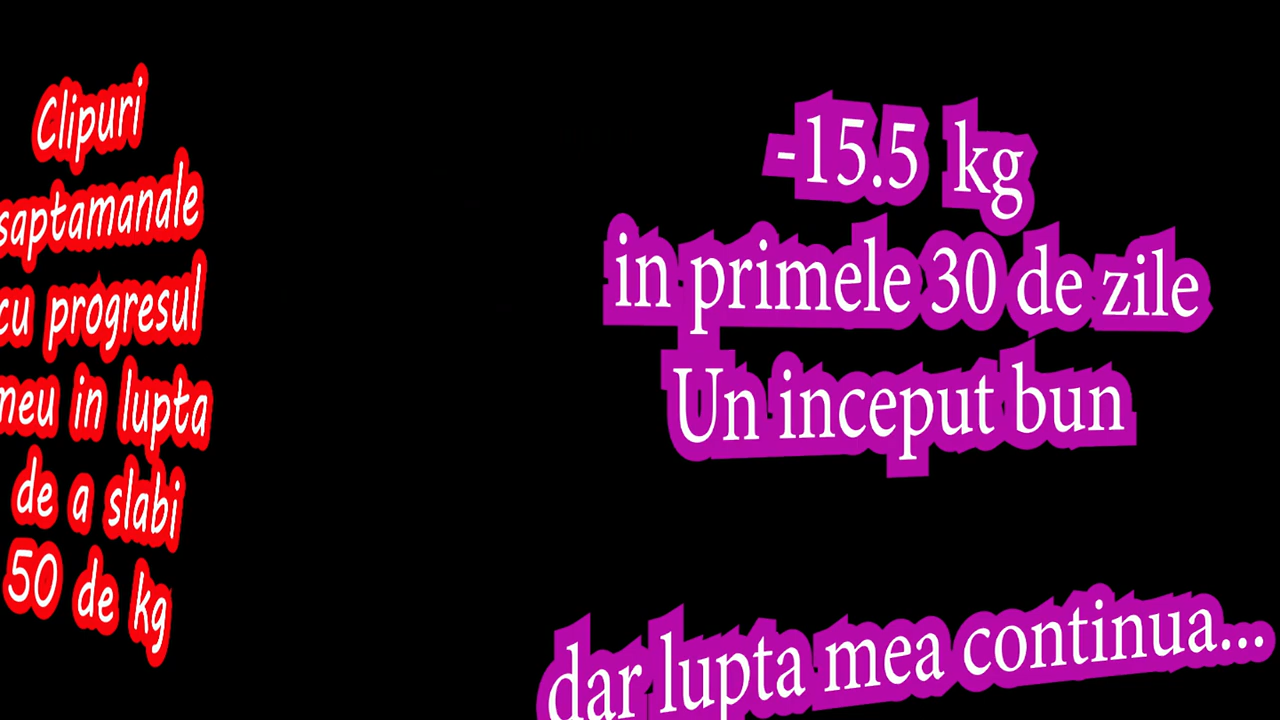 Clipuri
saptamanale
cu progresul
meu in lupta
de a slabi
50 de kg
-15.5 kg
in primele 30 de zile
Un inceput bun
dar lupta mea continua...